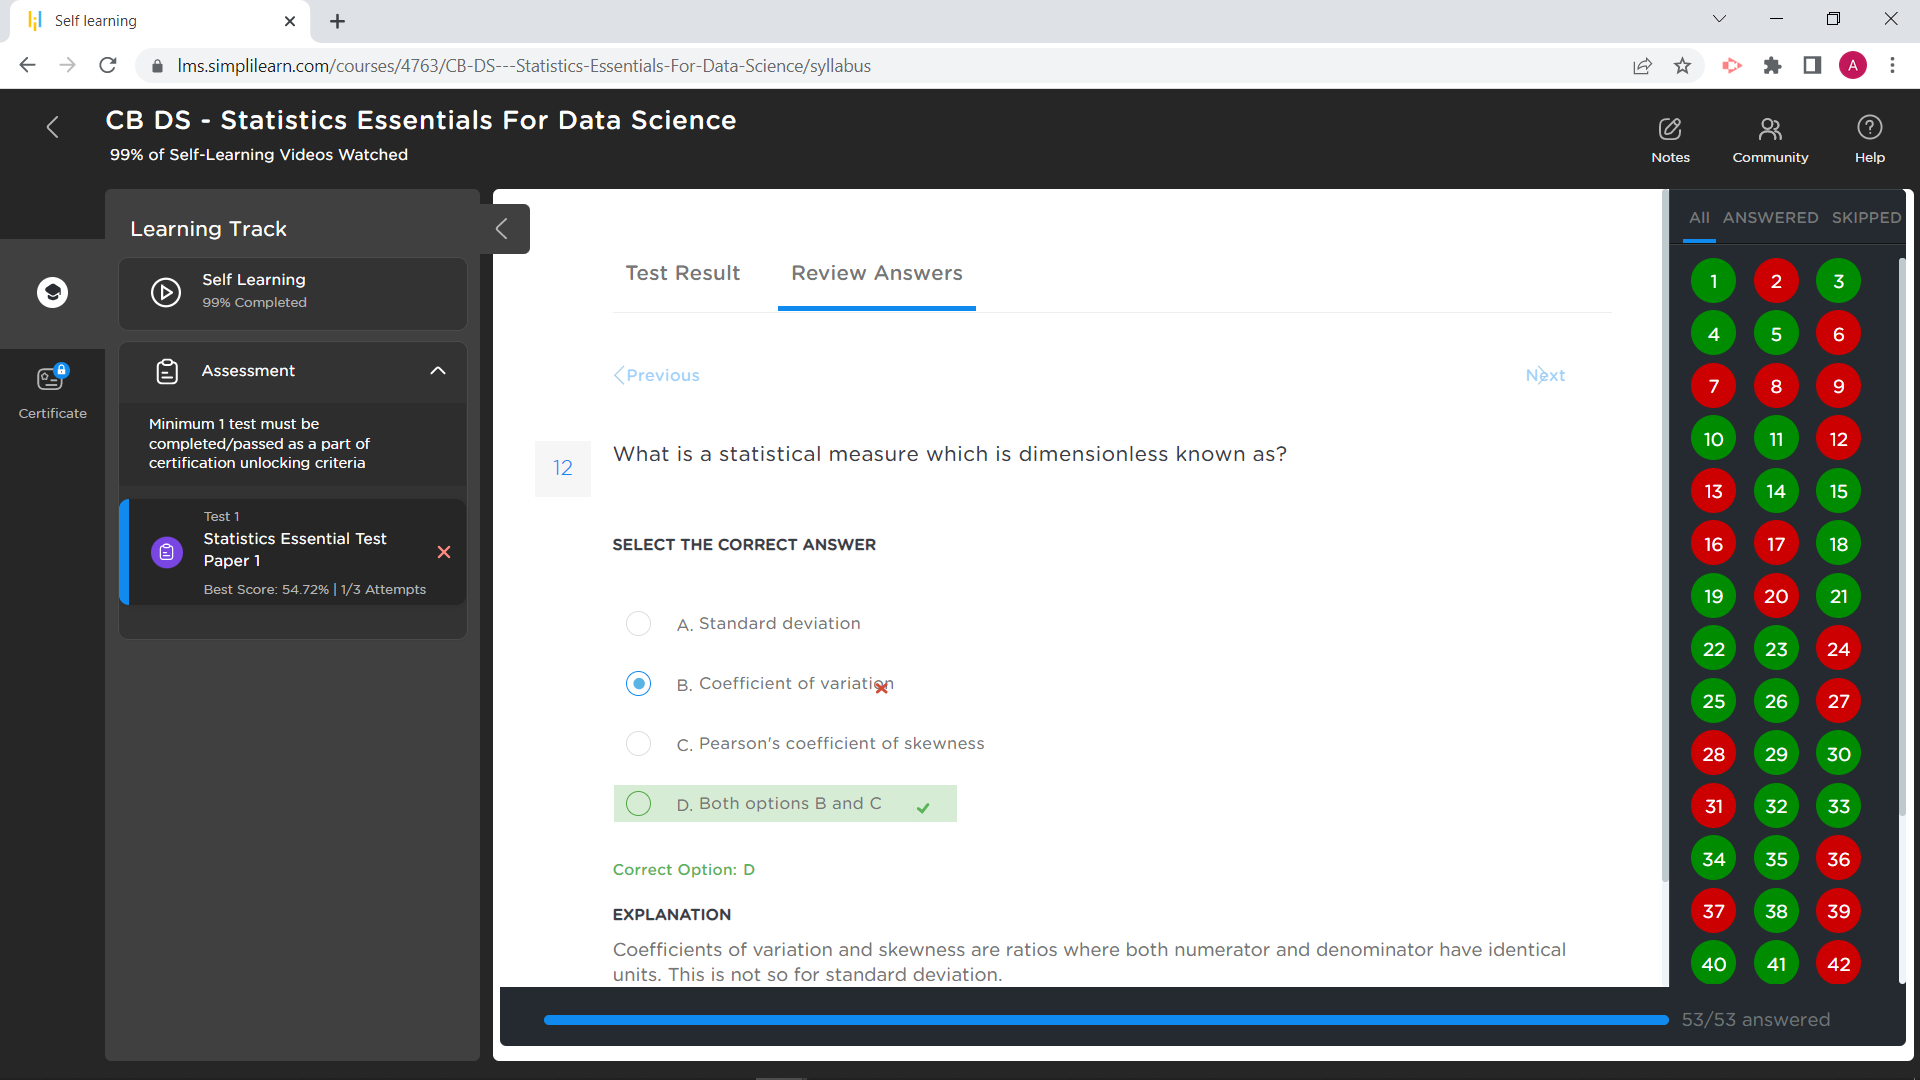 Self learning
lms.simplilearn.com/courses/4763/CB-DS---Statistics-Essentials-For-Data-Science/syllabus
A
CB DS - Statistics Essentials For Data Science
99% of Self-Learning Videos Watched
Notes
Community
Help
Certificate
Learning Track
Self Learning
99% Completed
Assessment
Minimum 1 test must be
completed/passed as a part of
certification unlocking criteria
Test 1
Statistics Essential Test
Paper 1
Best Score: 54.72% | 1/3 Attempts
Test Result
Review Answers
Previous
Next
12
What is a statistical measure which is dimensionless known as?
SELECT THE CORRECT ANSWER
A. Standard deviation
B. Coefficient of variation
C. Pearson's coefficient of skewness
D. Both options B and C
Correct Option: D
EXPLANATION
Coefficients of variation and skewness are ratios where both numerator and denominator have identical
units. This is not so for standard deviation.
All ANSWERED SKIPPED
1 2 3
4 5 6
7 8 9
10 11 12
13 14 15
16 17 18
19 20 21
22 23 24
25 26 27
28 29 30
31 32 33
34 35 36
37 38 39
40 41 42
53/53 answered